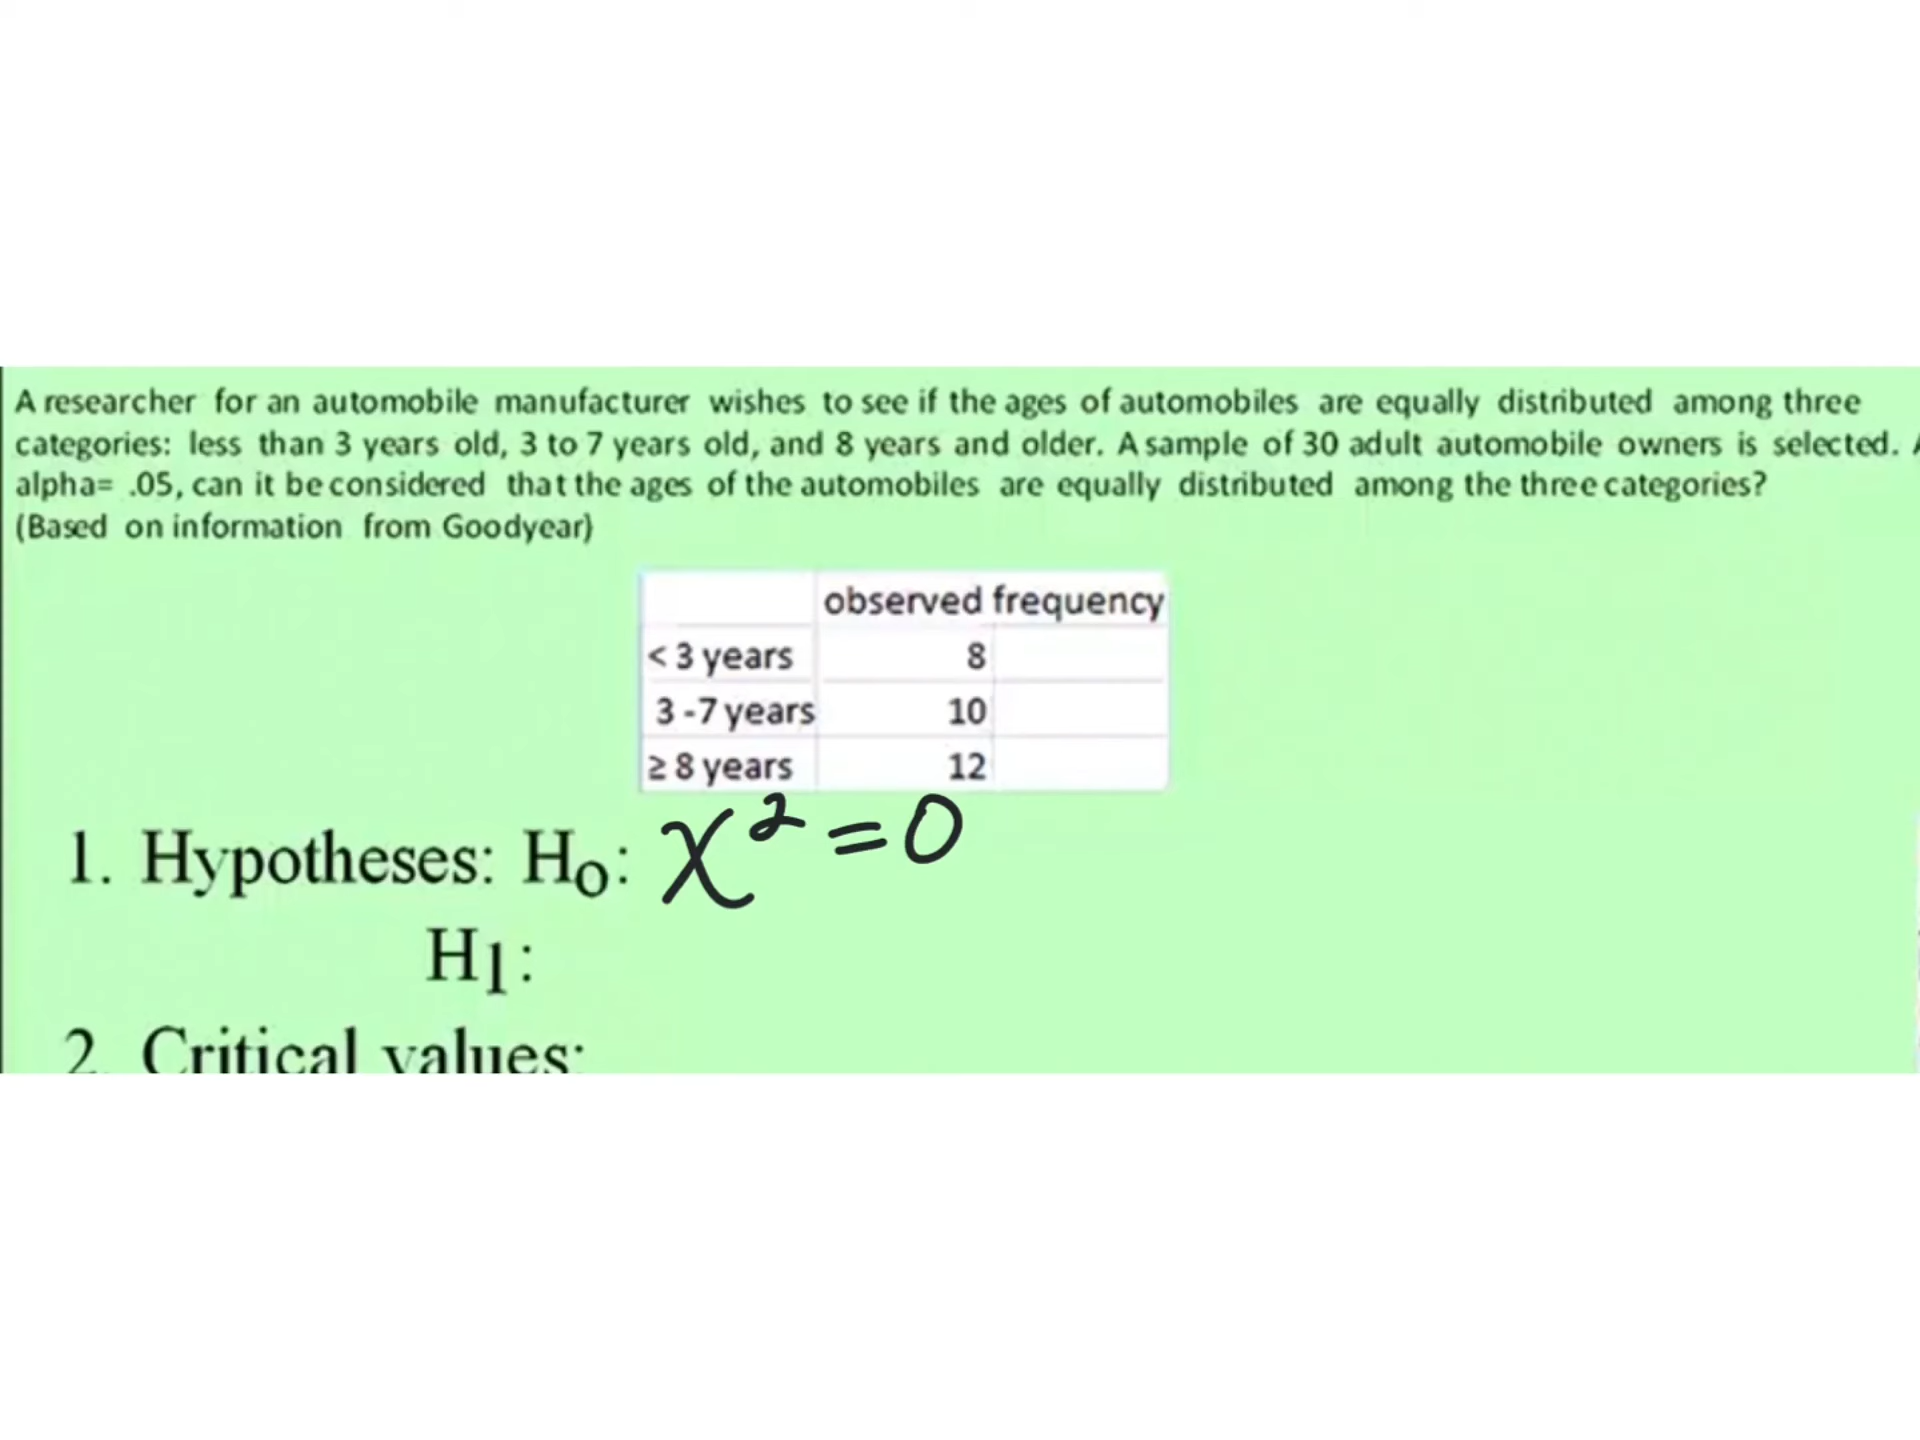 A researcher for an automobile manufacturer wishes to see if the ages of automobiles are equally distributed among three
categories: less than 3 years old, 3 to 7 years old, and 8 years and older. A sample of 30 adult automobile owners is selected.
alpha= .05, can it be considered that the ages of the automobiles are equally distributed among the three categories?
(Based on information from Goodyear)
observed frequency
< 3 years 8
3 -7 years 10
≥ 8 years 12
1. Hypotheses: H₀: χ² = 0
H₁:
2. Critical values: